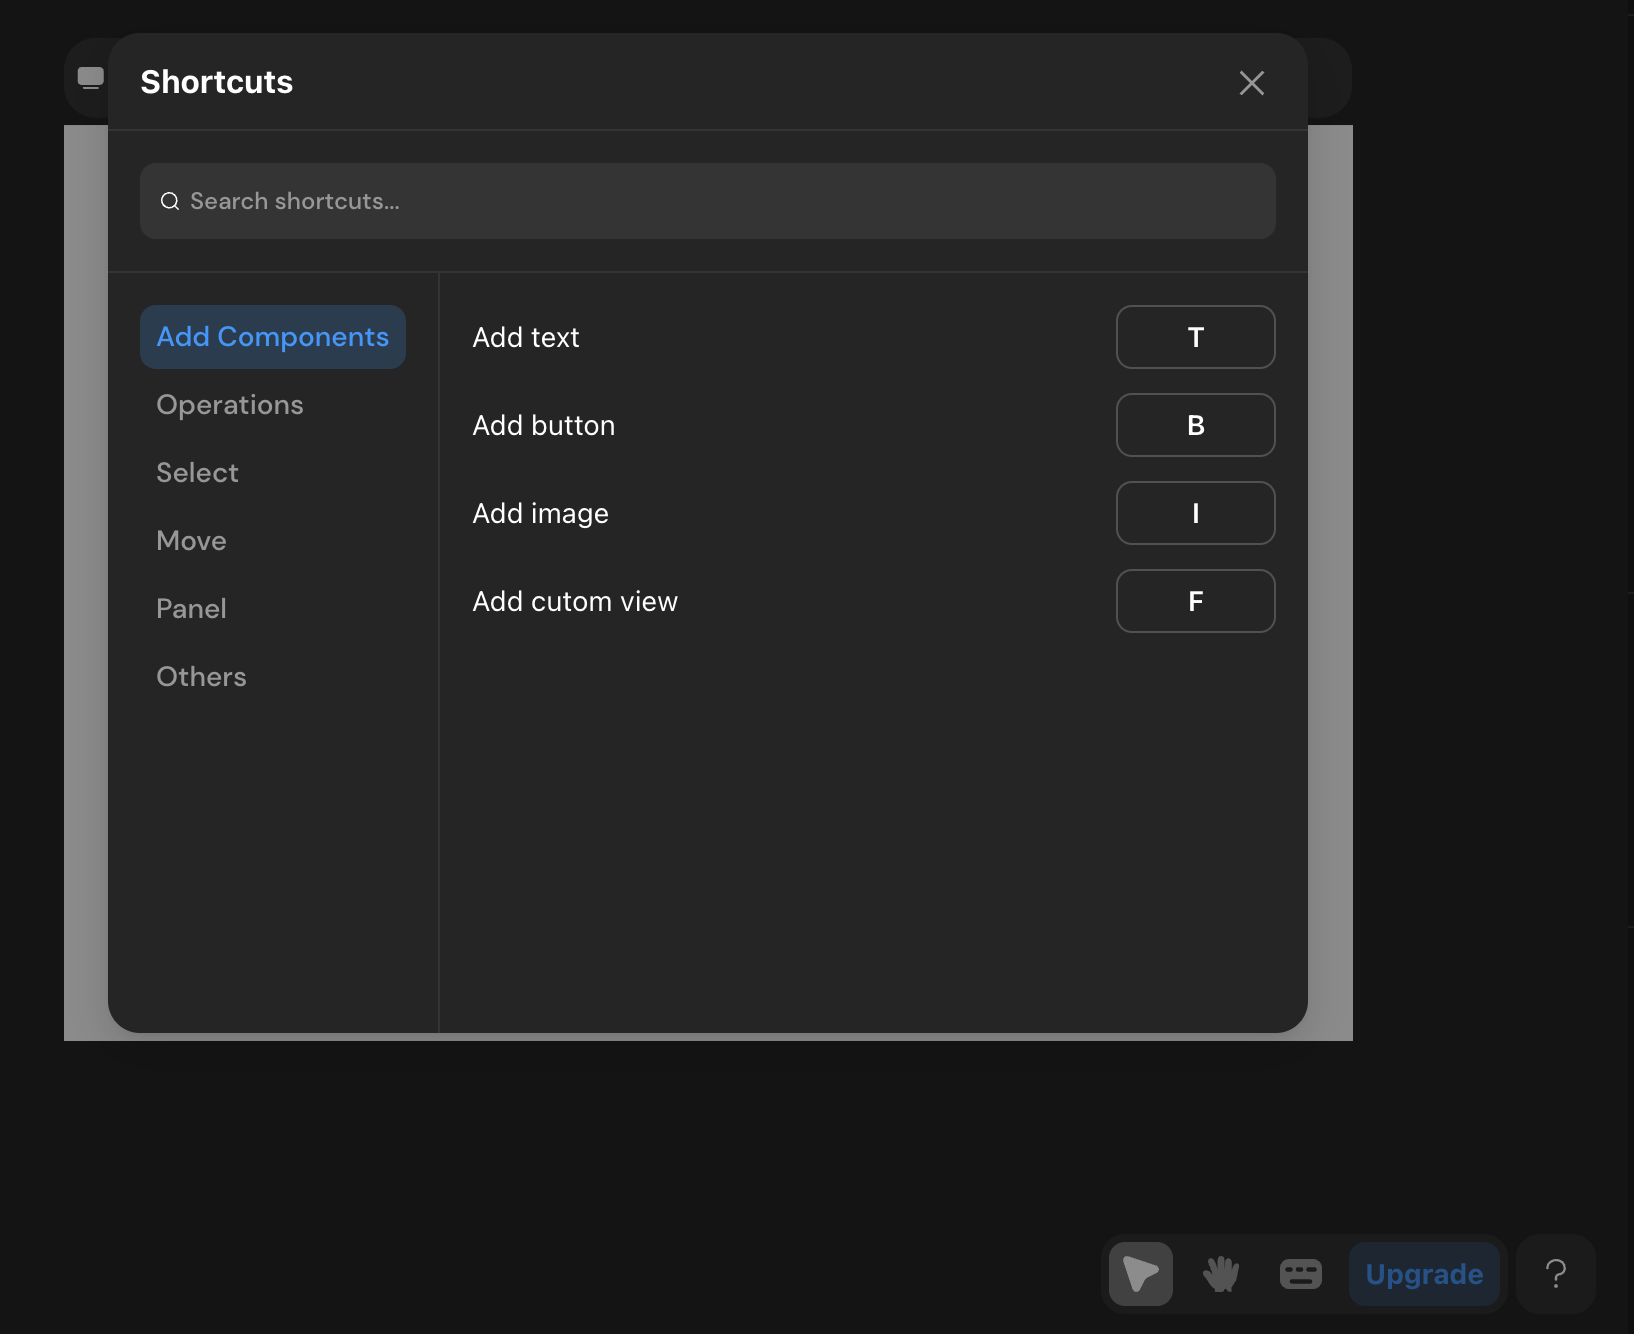 Shortcuts
Search shortcuts...
Add Components
Operations
Select
Move
Panel
Others
Add text T
Add button B
Add image I
Add cutom view F
Upgrade
?